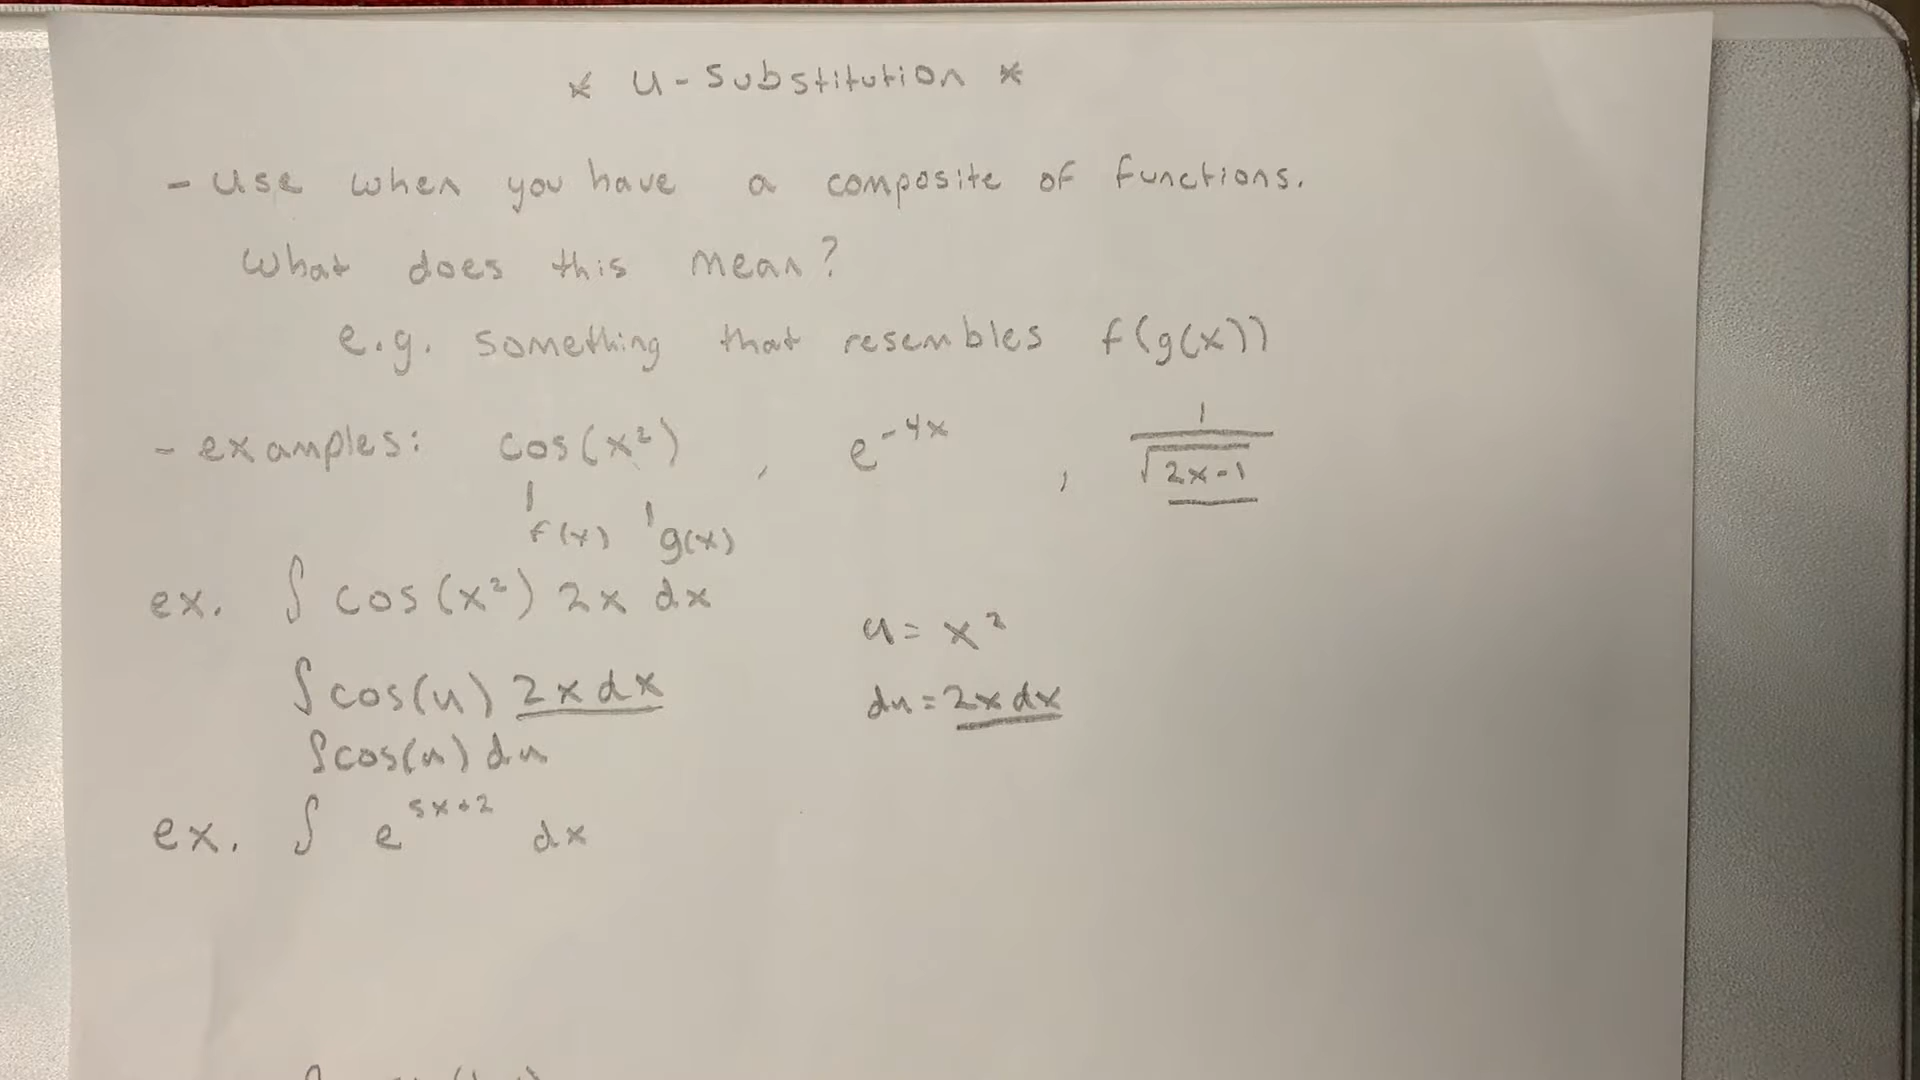 * u-substitution *
- use when you have a composite of functions.
what does this mean?
e.g. something that resembles f(g(x))
- examples: cos(x²) , e^{-4x} , 1/√(2x-1)
f(x) g(x)
ex. ∫ cos(x²) 2x dx
u = x²
∫ cos(u) 2x dx
du = 2x dx
∫ cos(u) du
ex. ∫ e^{5x+2} dx